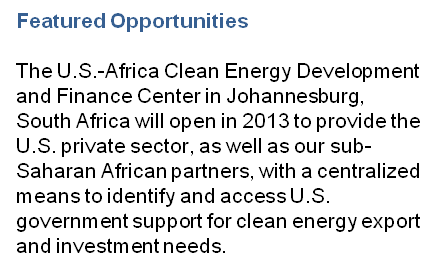 Featured Opportunities
The U.S.-Africa Clean Energy Development
and Finance Center in Johannesburg,
South Africa will open in 2013 to provide the
U.S. private sector, as well as our sub-
Saharan African partners, with a centralized
means to identify and access U.S.
government support for clean energy export
and investment needs.